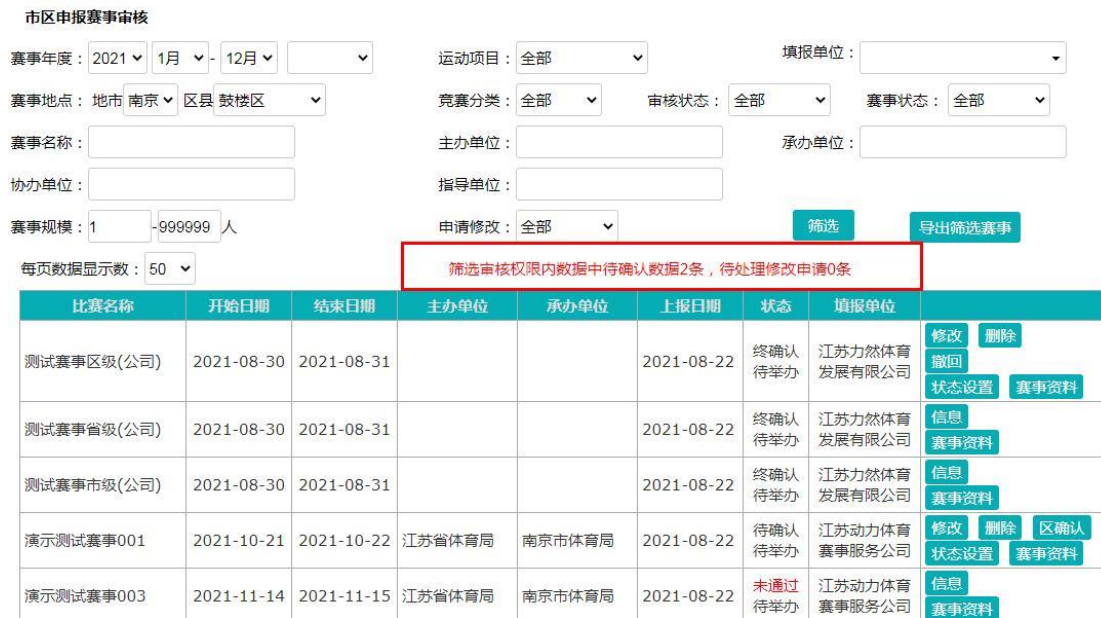 市区申报赛事审核
赛事年度： 2021 1月 - 12月 运动项目： 全部 填报单位：
赛事地点： 地市 南京 区县 鼓楼区 竞赛分类： 全部 审核状态： 全部 赛事状态： 全部
赛事名称： 主办单位： 承办单位：
协办单位： 指导单位：
赛事规模： 1 -999999 人 申请修改： 全部 筛选 导出筛选赛事
每页数据显示数： 50 筛选审核权限内数据中待确认数据2条，待处理修改申请0条
比赛名称 开始日期 结束日期 主办单位 承办单位 上报日期 状态 填报单位
测试赛事区级(公司) 2021-08-30 2021-08-31 2021-08-22 终确认 待举办 江苏力然体育发展有限公司 修改 删除 撤回 状态设置 赛事资料
测试赛事省级(公司) 2021-08-30 2021-08-31 2021-08-22 终确认 待举办 江苏力然体育发展有限公司 信息 赛事资料
测试赛事市级(公司) 2021-08-30 2021-08-31 2021-08-22 终确认 待举办 江苏力然体育发展有限公司 信息 赛事资料
演示测试赛事001 2021-10-21 2021-10-22 江苏省体育局 南京市体育局 2021-08-22 待确认 待举办 江苏动力体育赛事服务公司 修改 删除 区确认 状态设置 赛事资料
演示测试赛事003 2021-11-14 2021-11-15 江苏省体育局 南京市体育局 2021-08-22 未通过 待举办 江苏动力体育赛事服务公司 信息 赛事资料